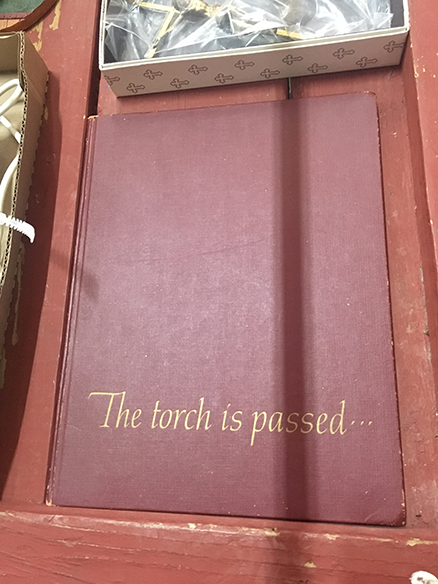 The torch is passed...